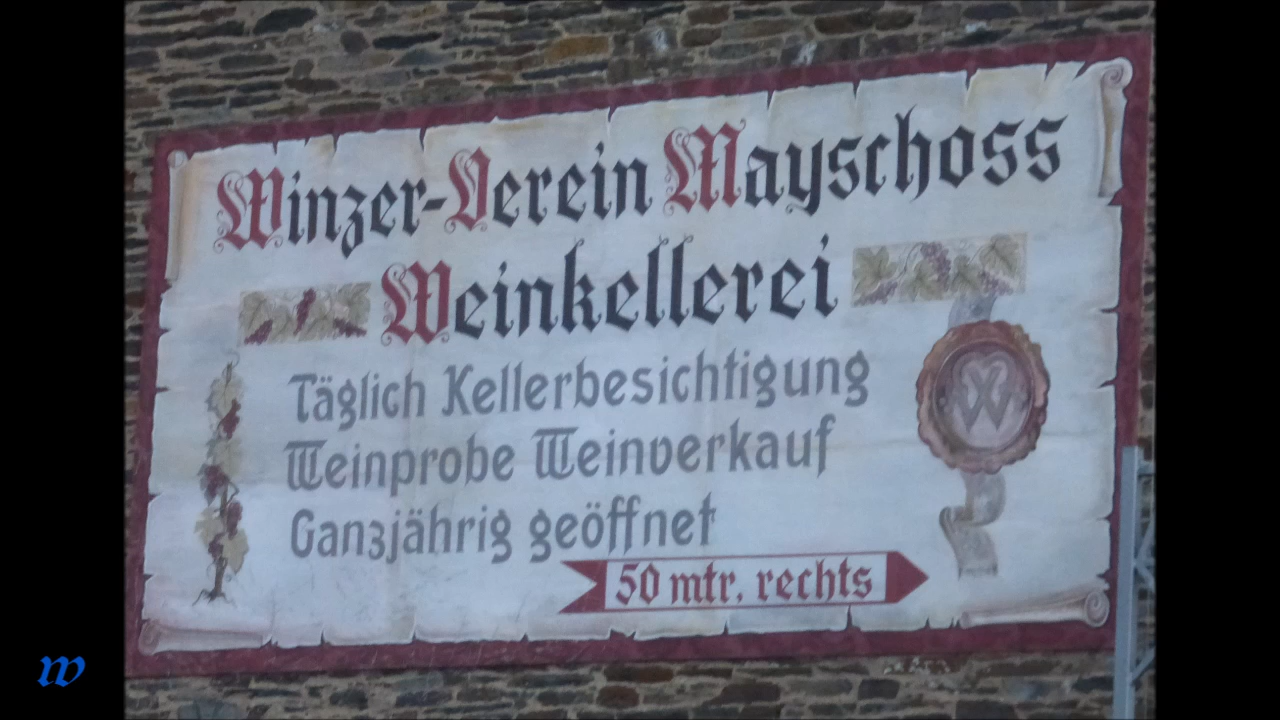 Winzer-Verein Mayschoss
Weinkellerei
Täglich Kellerbesichtigung
Weinprobe Weinverkauf
Ganzjährig geöffnet
50 mtr. rechts
W
w